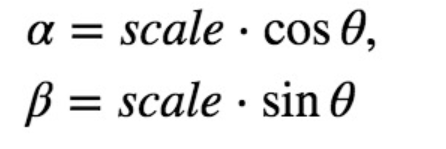 α = scale · cos θ,
β = scale · sin θ